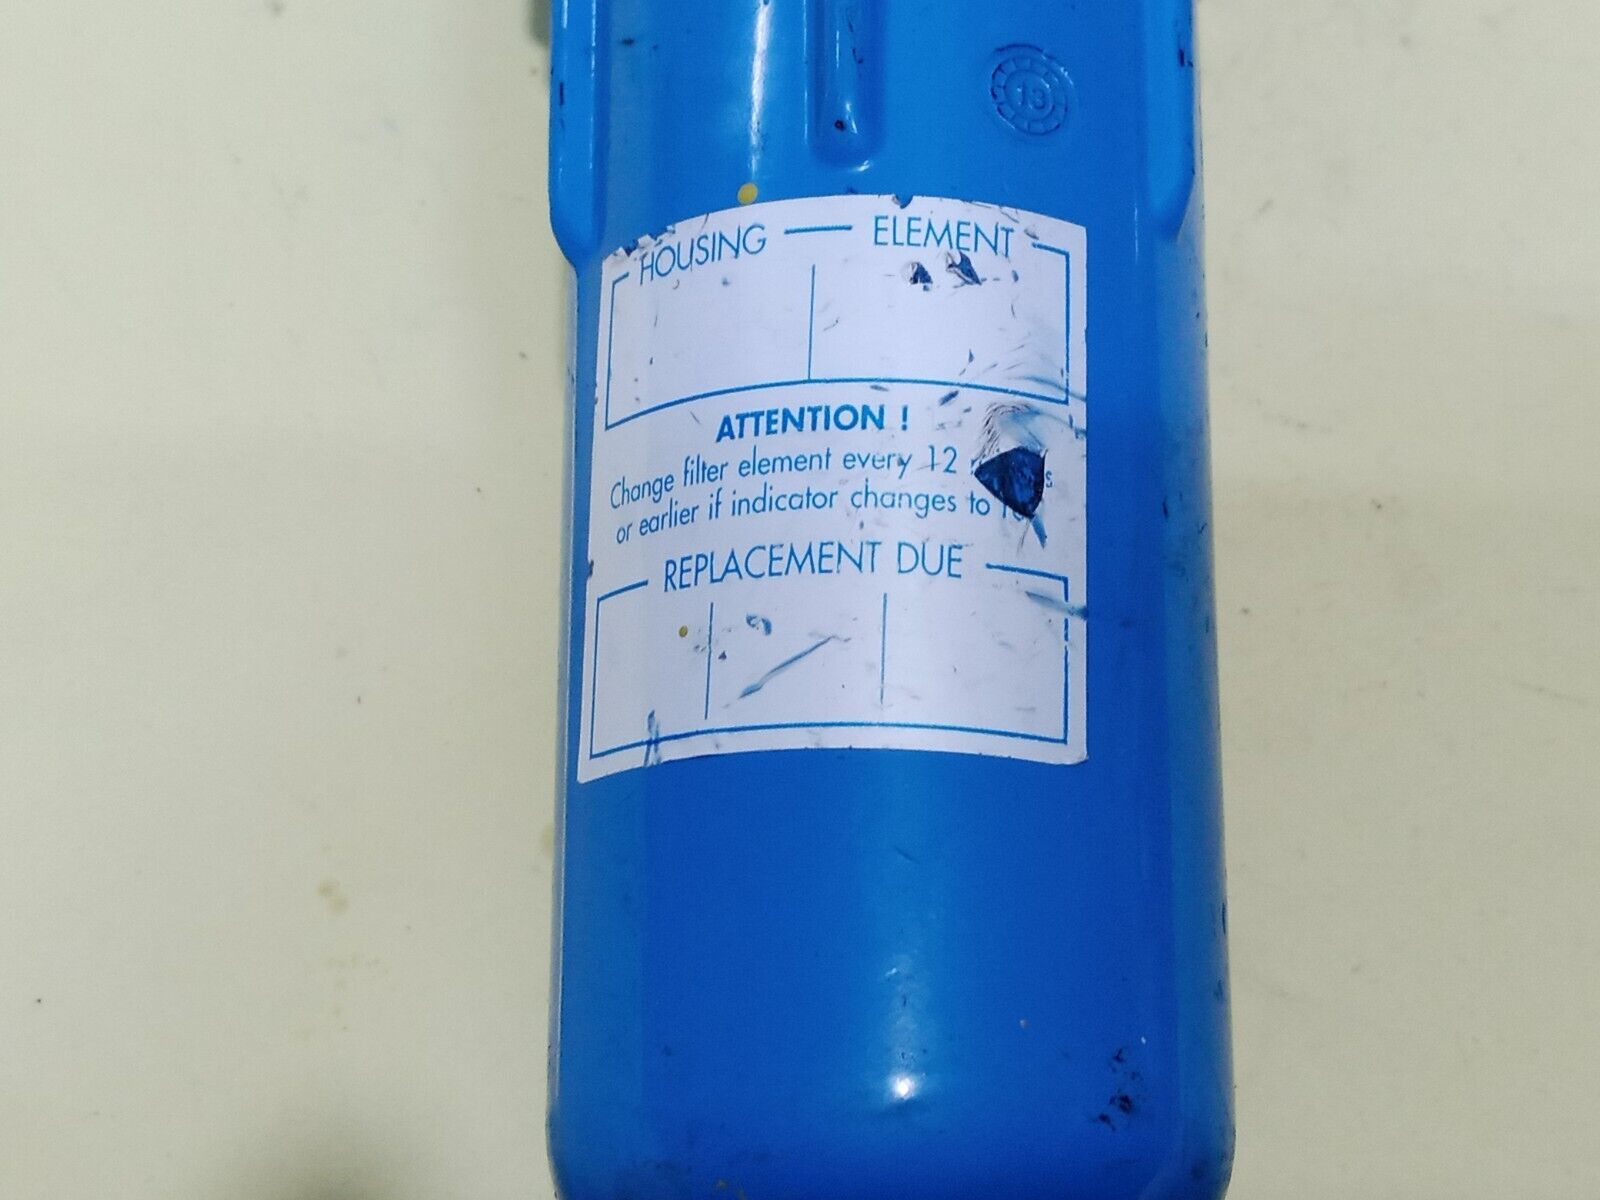 13
HOUSING ELEMENT
ATTENTION !
Change filter element every 12
or earlier if indicator changes to
REPLACEMENT DUE